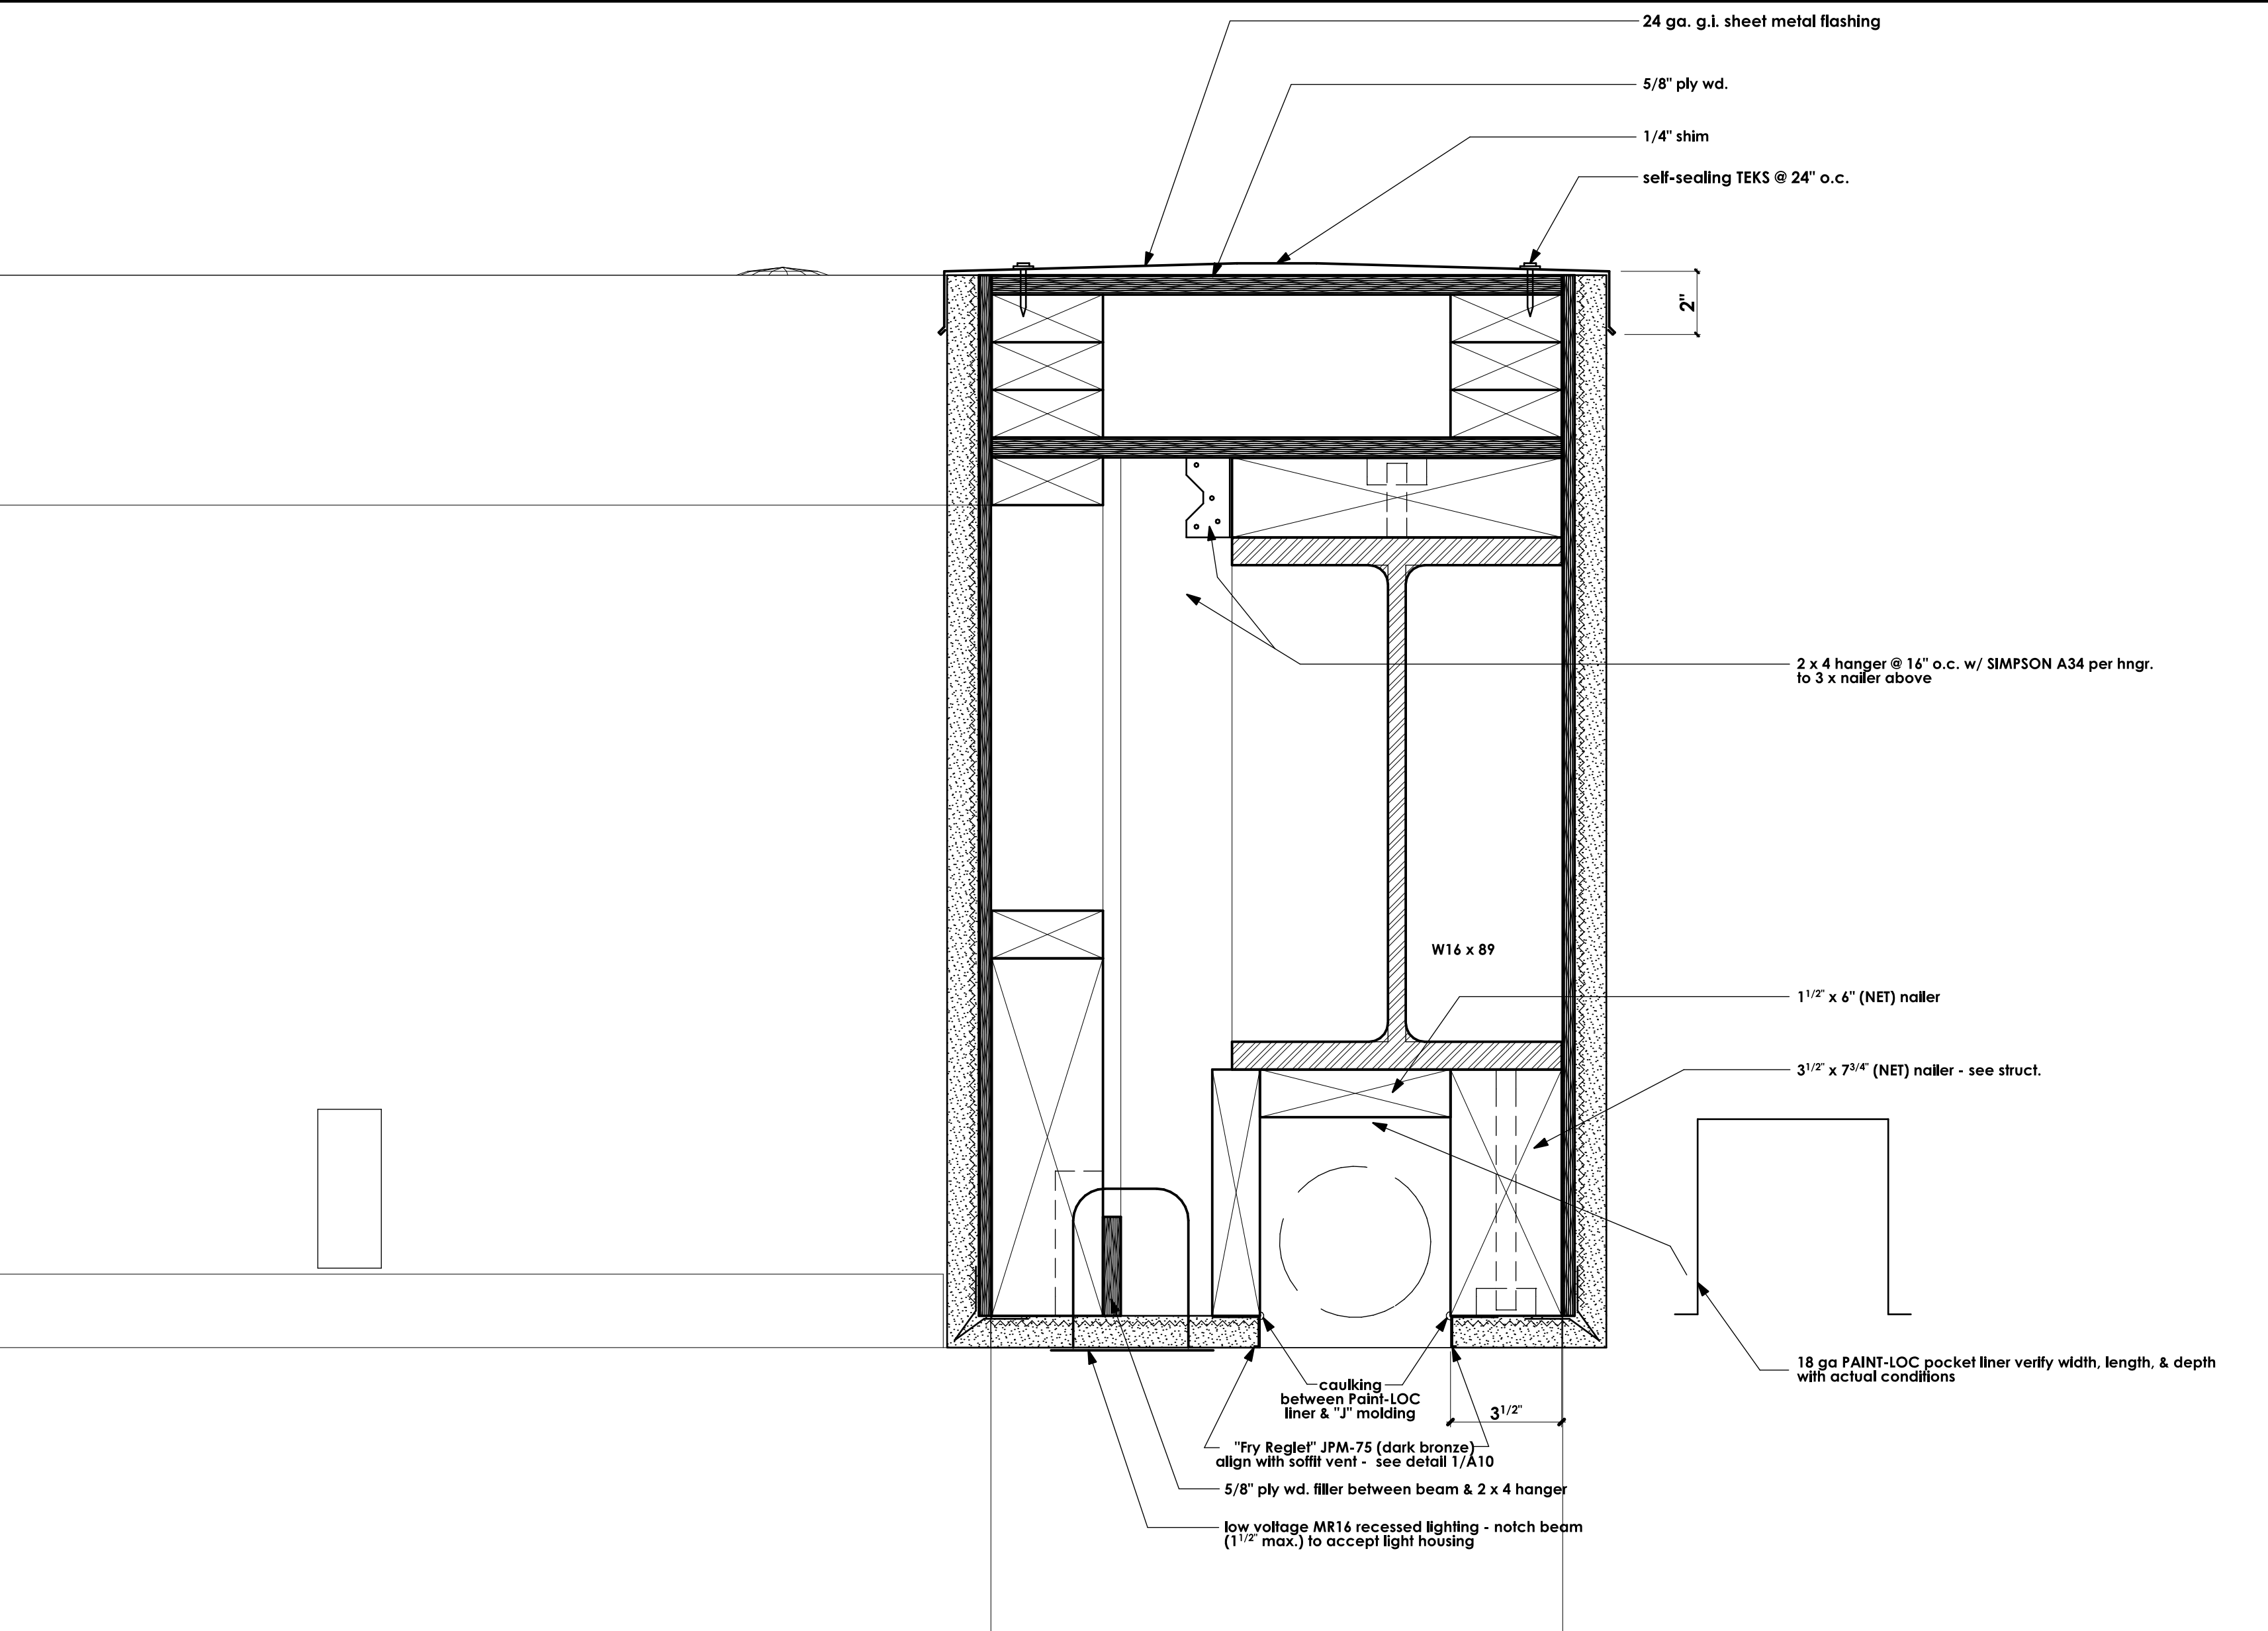 24 ga. g.i. sheet metal flashing
5/8" ply wd.
1/4" shim
self-sealing TEKS @ 24" o.c.
2"
2 x 4 hanger @ 16" o.c. w/ SIMPSON A34 per hngr.
to 3 x nailer above
W16 x 89
1 1/2" x 6" (NET) nailer
3 1/2" x 7 3/4" (NET) nailer - see struct.
18 ga PAINT-LOC pocket liner verify width, length, & depth
with actual conditions
caulking
between Paint-LOC
liner & "J" molding
3 1/2"
"Fry Reglet" JPM-75 (dark bronze)
align with soffit vent - see detail 1/A10
5/8" ply wd. filler between beam & 2 x 4 hanger
low voltage MR16 recessed lighting - notch beam
(1 1/2" max.) to accept light housing